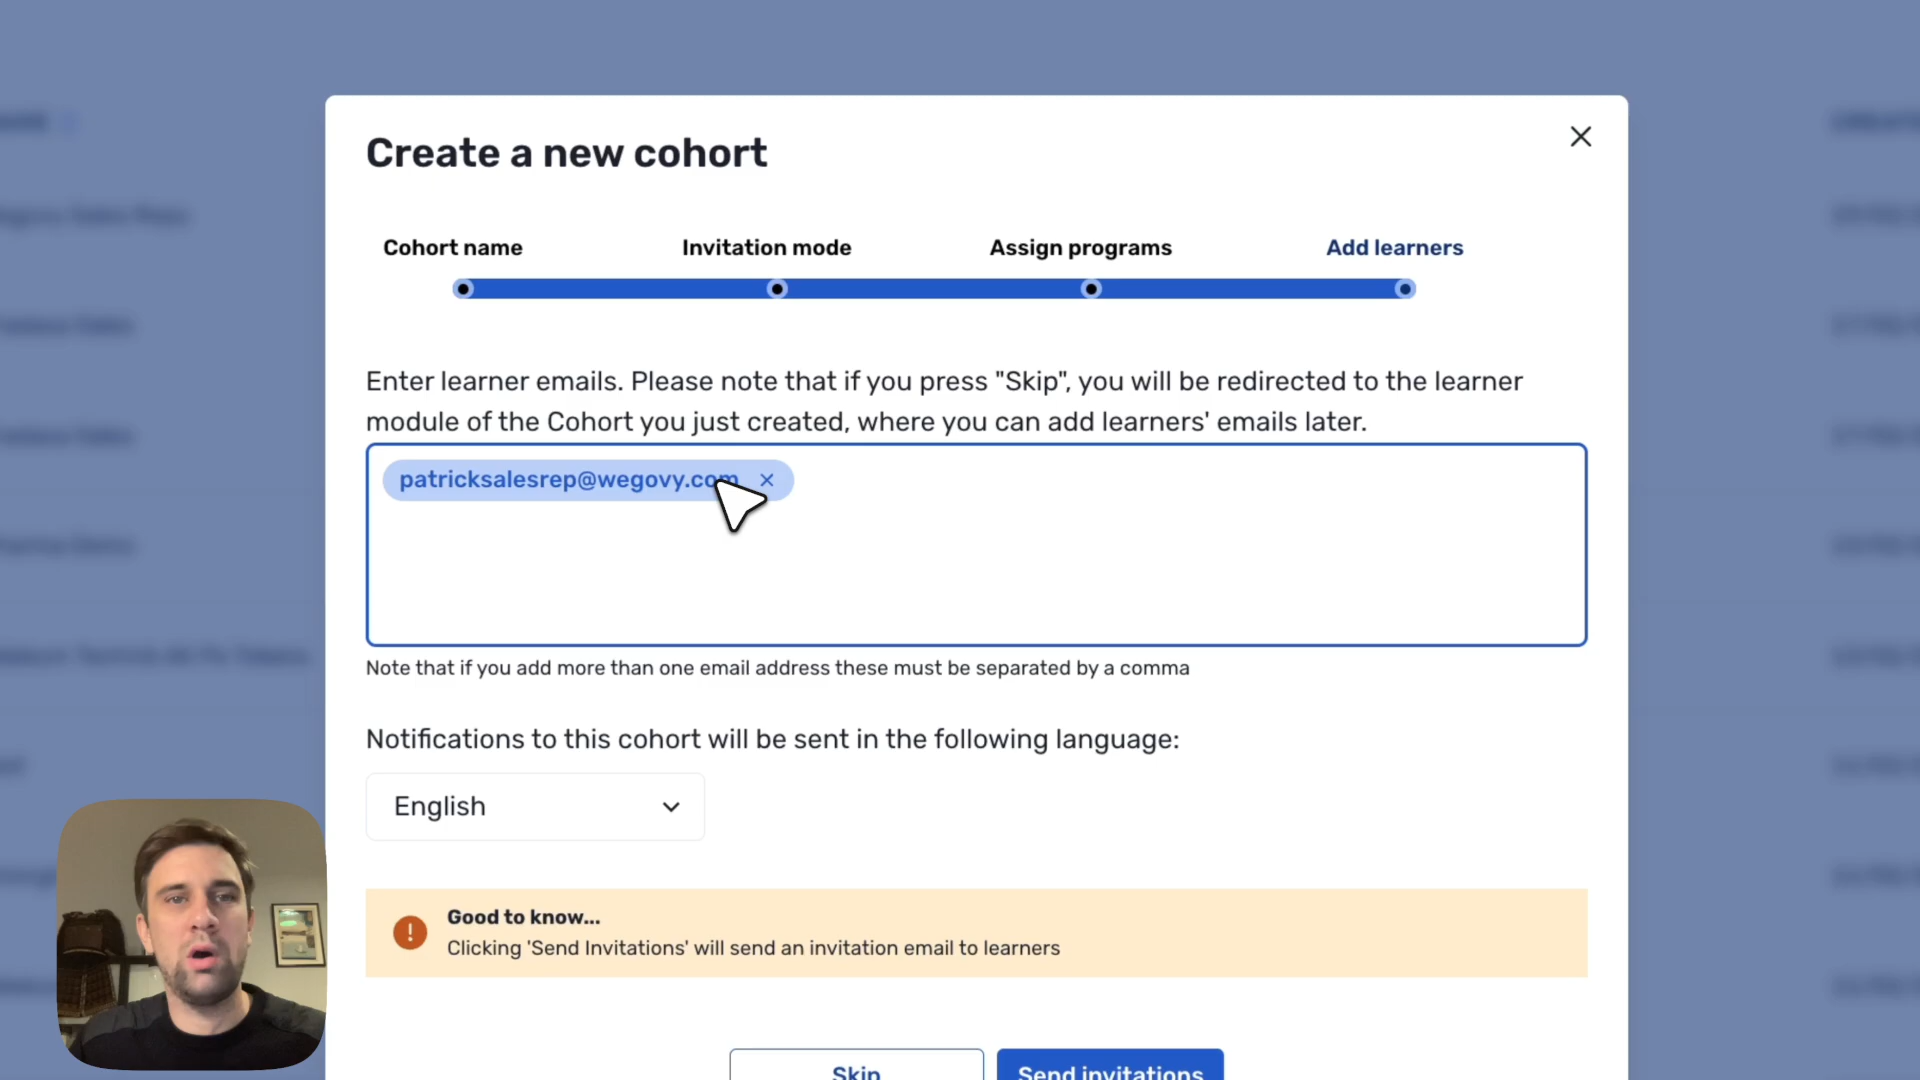 Create a new cohort
Cohort name
Invitation mode
Assign programs
Add learners
Enter learner emails. Please note that if you press "Skip", you will be redirected to the learner
module of the Cohort you just created, where you can add learners' emails later.
patricksalesrep@wegovy.com
Note that if you add more than one email address these must be separated by a comma
Notifications to this cohort will be sent in the following language:
English
Good to know...
Clicking 'Send Invitations' will send an invitation email to learners
Skip
Send invitations